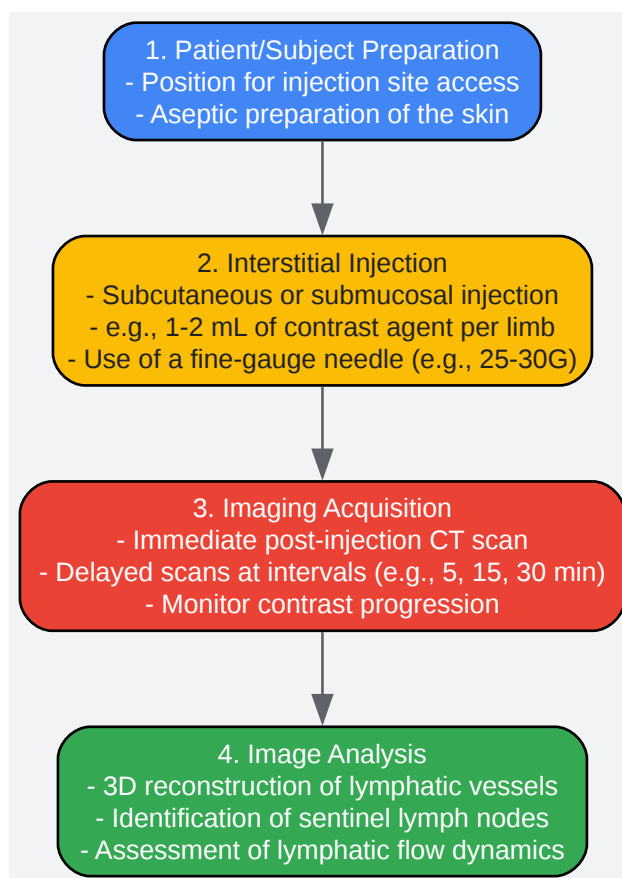 1. Patient/Subject Preparation
- Position for injection site access
- Aseptic preparation of the skin
2. Interstitial Injection
- Subcutaneous or submucosal injection
- e.g., 1-2 mL of contrast agent per limb
- Use of a fine-gauge needle (e.g., 25-30G)
3. Imaging Acquisition
- Immediate post-injection CT scan
- Delayed scans at intervals (e.g., 5, 15, 30 min)
- Monitor contrast progression
4. Image Analysis
- 3D reconstruction of lymphatic vessels
- Identification of sentinel lymph nodes
- Assessment of lymphatic flow dynamics